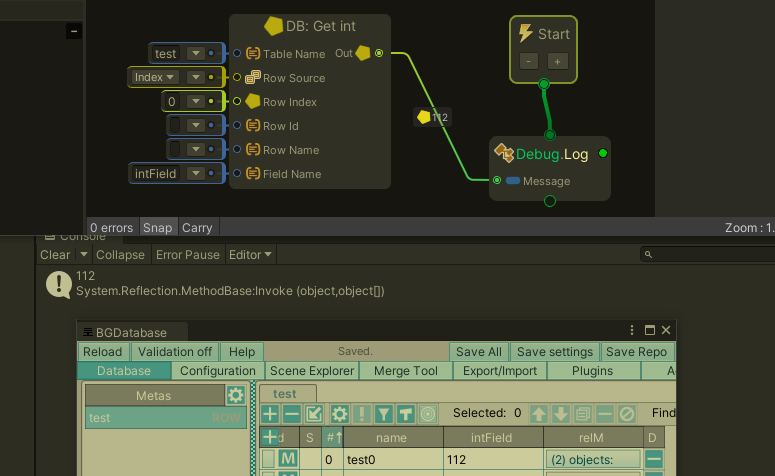 DB: Get int
Start
test
Table Name
Out
-
+
Index
Row Source
0
Row Index
112
Row Id
Row Name
Debug.Log
intField
Field Name
Message
0 errors
Snap
Carry
Zoom : 1.
Console
Clear
Collapse
Error Pause
Editor
112
System.Reflection.MethodBase:Invoke (object,object[])
BGDatabase
Reload
Validation off
Help
Saved.
Save All
Save settings
Save Repo
Database
Configuration
Scene Explorer
Merge Tool
Export/Import
Plugins
Metas
test
test
ROW
Selected: 0
Find
S
#
name
intField
relM
D
M
0
test0
112
(2) objects: